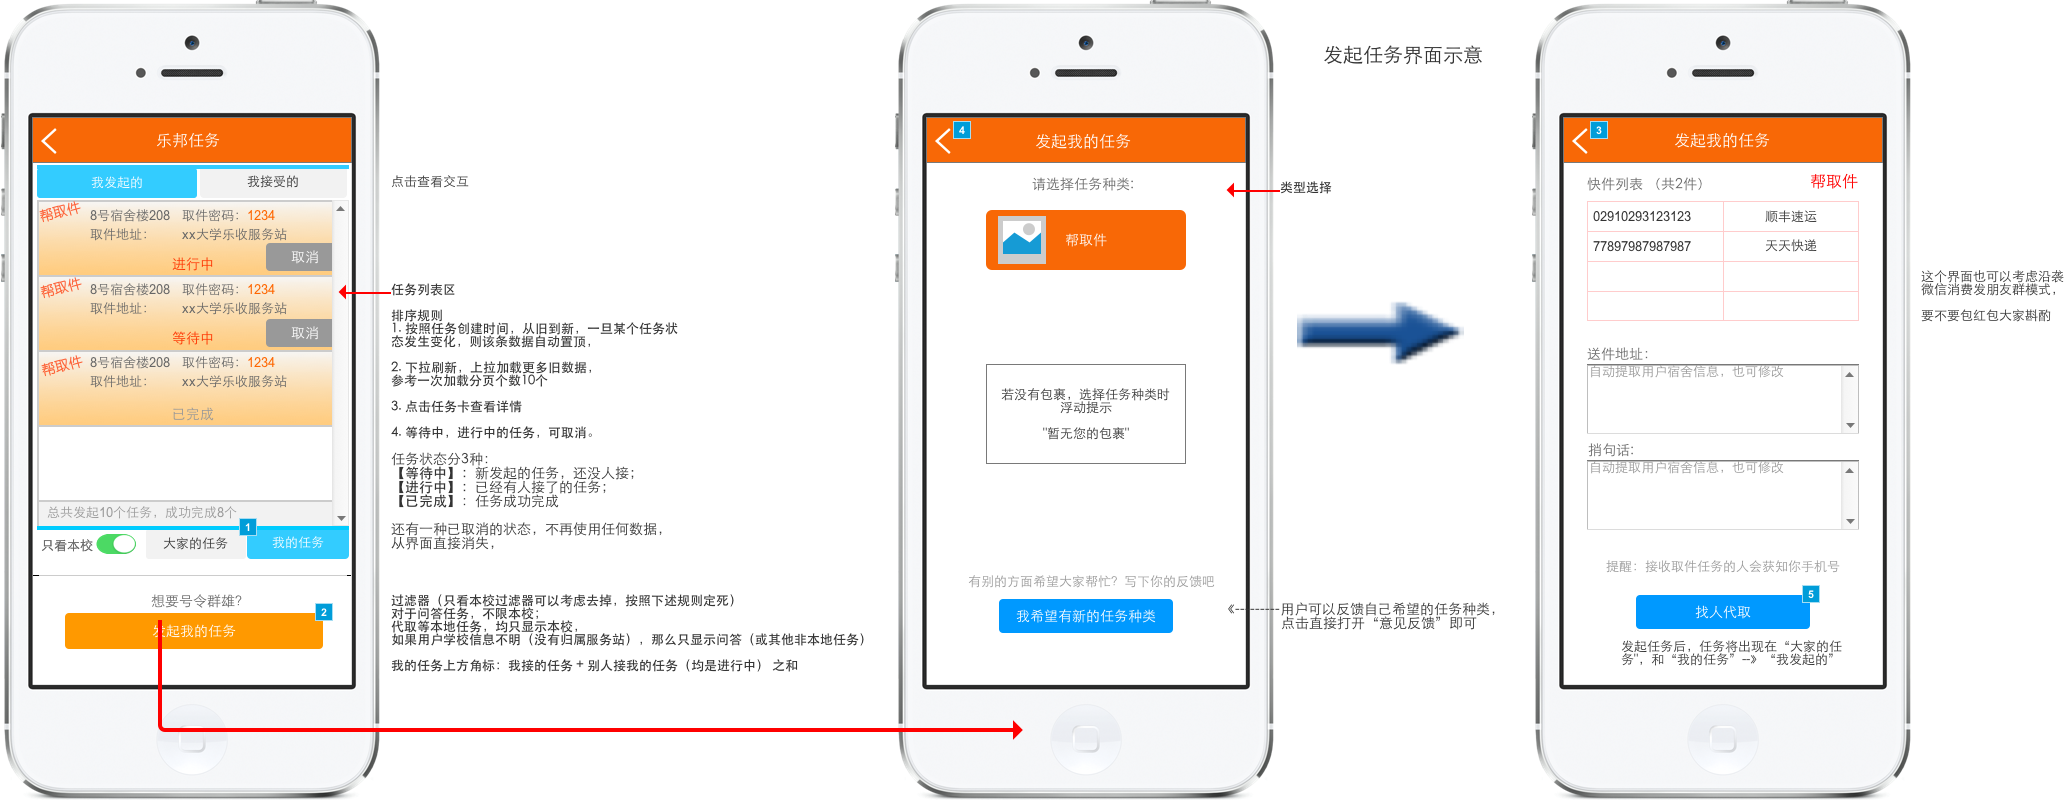 乐邦任务
我发起的
我接受的
帮取件
8号宿舍楼208 取件密码：1234
取件地址： xx大学乐收服务站
进行中
取消
帮取件
8号宿舍楼208 取件密码：1234
取件地址： xx大学乐收服务站
等待中
取消
帮取件
8号宿舍楼208 取件密码：1234
取件地址： xx大学乐收服务站
已完成
总共发起10个任务，成功完成8个
1
只看本校
大家的任务
我的任务
想要号令群雄？
2
发起我的任务
点击查看交互
任务列表区
排序规则
1. 按照任务创建时间，从旧到新，一旦某个任务状
态发生变化，则该条数据自动置顶，
2. 下拉刷新，上拉加载更多旧数据，
参考一次加载分页个数10个
3. 点击任务卡查看详情
4. 等待中，进行中的任务，可取消。
任务状态分3种：
【等待中】：新发起的任务，还没人接；
【进行中】：已经有人接了的任务；
【已完成】：任务成功完成
还有一种已取消的状态，不再使用任何数据，
从界面直接消失，
过滤器（只看本校过滤器可以考虑去掉，按照下述规则定死）
对于问答任务，不限本校；
代取等本地任务，均只显示本校，
如果用户学校信息不明（没有归属服务站），那么只显示问答（或其他非本地任务）
我的任务上方角标：我接的任务 + 别人接我的任务（均是进行中） 之和
4
发起我的任务
请选择任务种类：
帮取件
若没有包裹，选择任务种类时
浮动提示
"暂无您的包裹"
有别的方面希望大家帮忙？写下你的反馈吧
我希望有新的任务种类
发起任务界面示意
类型选择
《---------用户可以反馈自己希望的任务种类，
点击直接打开“意见反馈”即可
3
发起我的任务
快件列表 （共2件）
帮取件
02910293123123 顺丰速运
77897987987987 天天快递
送件地址：
自动提取用户宿舍信息，也可修改
捎句话：
自动提取用户宿舍信息，也可修改
提醒：接收取件任务的人会获知你手机号
5
找人代取
发起任务后，任务将出现在“大家的任
务"，和“我的任务” --》 “我发起的”
这个界面也可以考虑沿袭
微信消费发朋友群模式，
要不要包红包大家斟酌